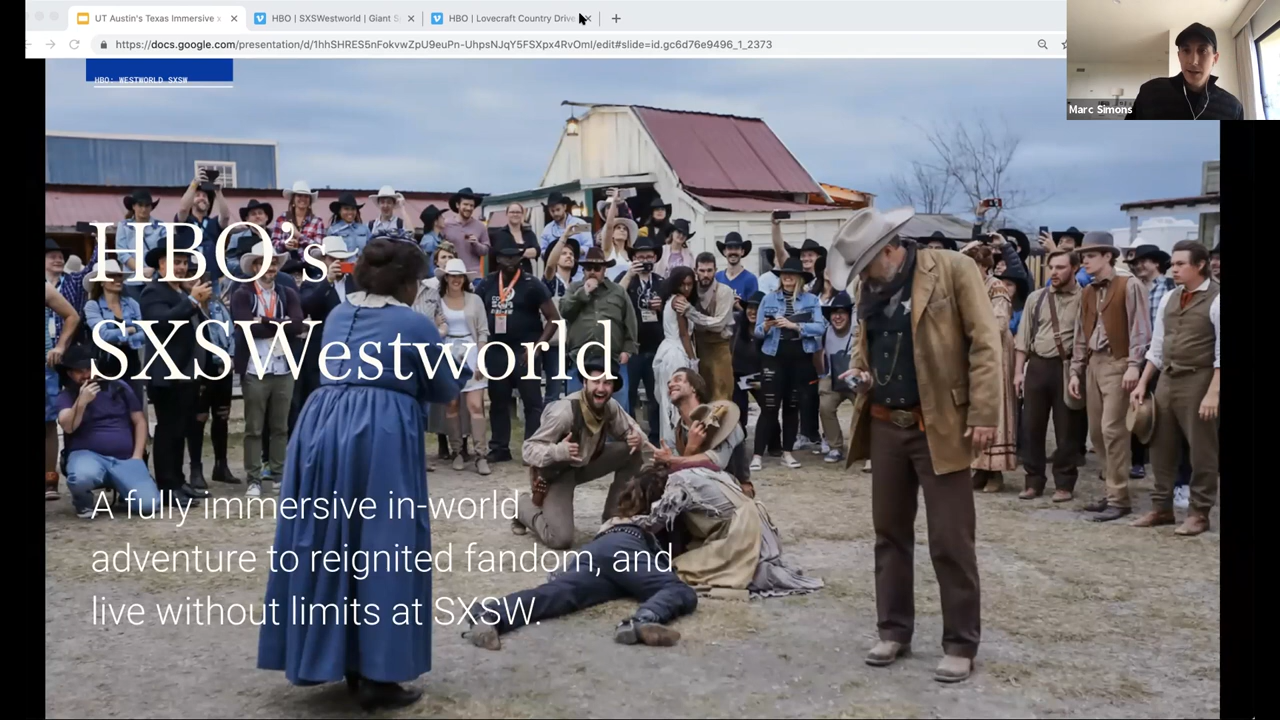 UT Austin's Texas Immersive
HBO | SXSWestworld | Giant S
HBO | Lovecraft Country Drive
https://docs.google.com/presentation/d/1hhSHRES5nFokvwZpU9euPn-UhpsNJqY5FSXpx4RvOmI/edit#slide=id.gc6d76e9496_1_2373
Marc Simons
HBO: WESTWORLD SXSW
HBO's
SXSWestworld
A fully immersive in-world
adventure to reignited fandom, and
live without limits at SXSW.